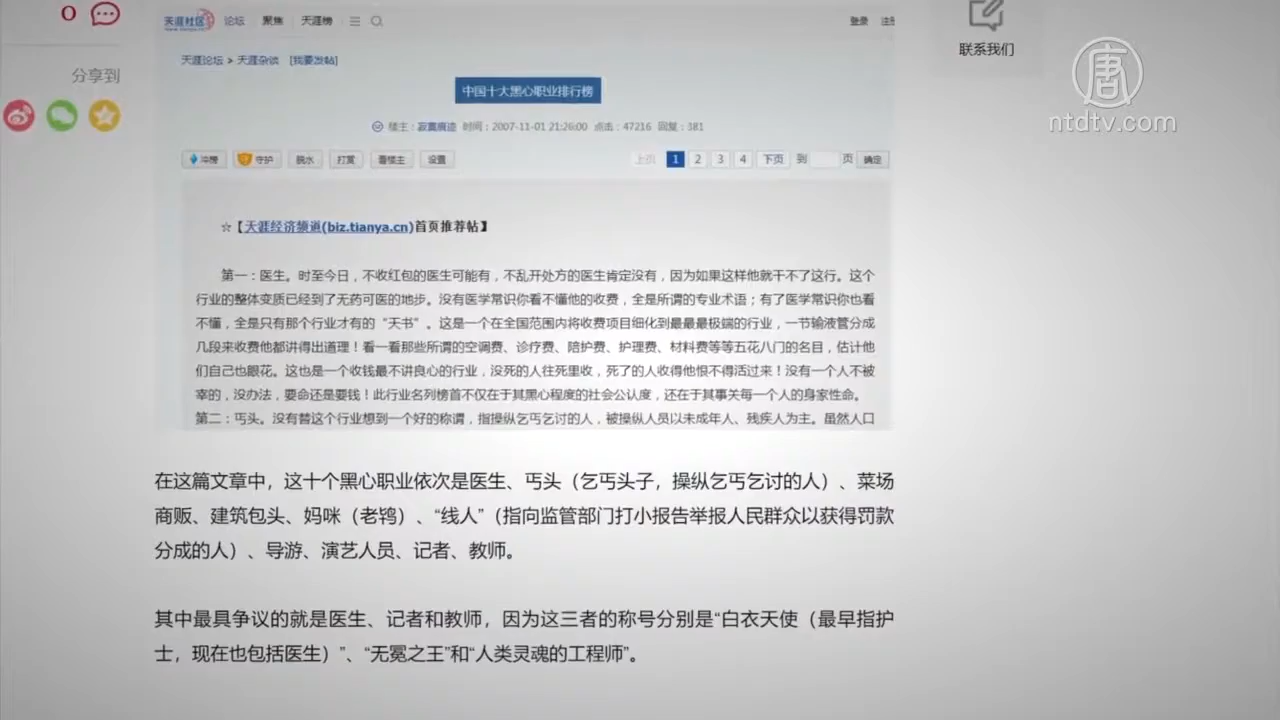 0
分享到
天涯社区
论坛 聚焦 天涯榜
登录
联系我们
唐
ntdtv.com
天涯论坛 > 天涯杂谈 [我要发帖]
中国十大黑心职业排行榜
楼主：寂寞痕迹 时间：2007-11-01 21:26:00 点击：47216 回复：381
冲榜 守护 脱水 打赏 看楼主 设置
上页 1 2 3 4 下页 到 页 确定
☆【天涯经济频道(biz.tianya.cn)首页推荐帖】
第一：医生。时至今日，不收红包的医生可能有，不乱开处方的医生肯定没有，因为如果这样他就干不了这行。这个
行业的整体变质已经到了无药可医的地步。没有医学常识你看不懂他的收费，全是所谓的专业术语；有了医学常识你也看
不懂，全是只有那个行业才有的“天书”。这是一个在全国范围内将收费项目细化到最最最极端的行业，一节输液管分成
几段来收费他都讲得出道理！看一看那些所谓的空调费、诊疗费、陪护费、护理费、材料费等等五花八门的名目，估计他
们自己也眼花。这也是一个收钱最不讲良心的行业，没死的人往死里收，死了的人收得他恨不得活过来！没有一个人不被
宰的，没办法，要命还是要钱！此行业名列榜首不仅在于其黑心程度的社会公认度，还在于其事关每一个人的身家性命。
第二：丐头。没有替这个行业想到一个好的称谓，指操纵乞丐乞讨的人，被操纵人员以未成年人、残疾人为主。虽然人口
在这篇文章中，这十个黑心职业依次是医生、丐头（乞丐头子，操纵乞丐乞讨的人）、菜场
商贩、建筑包头、妈咪（老鸨）、“线人”（指向监管部门打小报告举报人民群众以获得罚款
分成的人）、导游、演艺人员、记者、教师。
其中最具争议的就是医生、记者和教师，因为这三者的称号分别是“白衣天使（最早指护
士，现在也包括医生）”、“无冕之王”和“人类灵魂的工程师”。